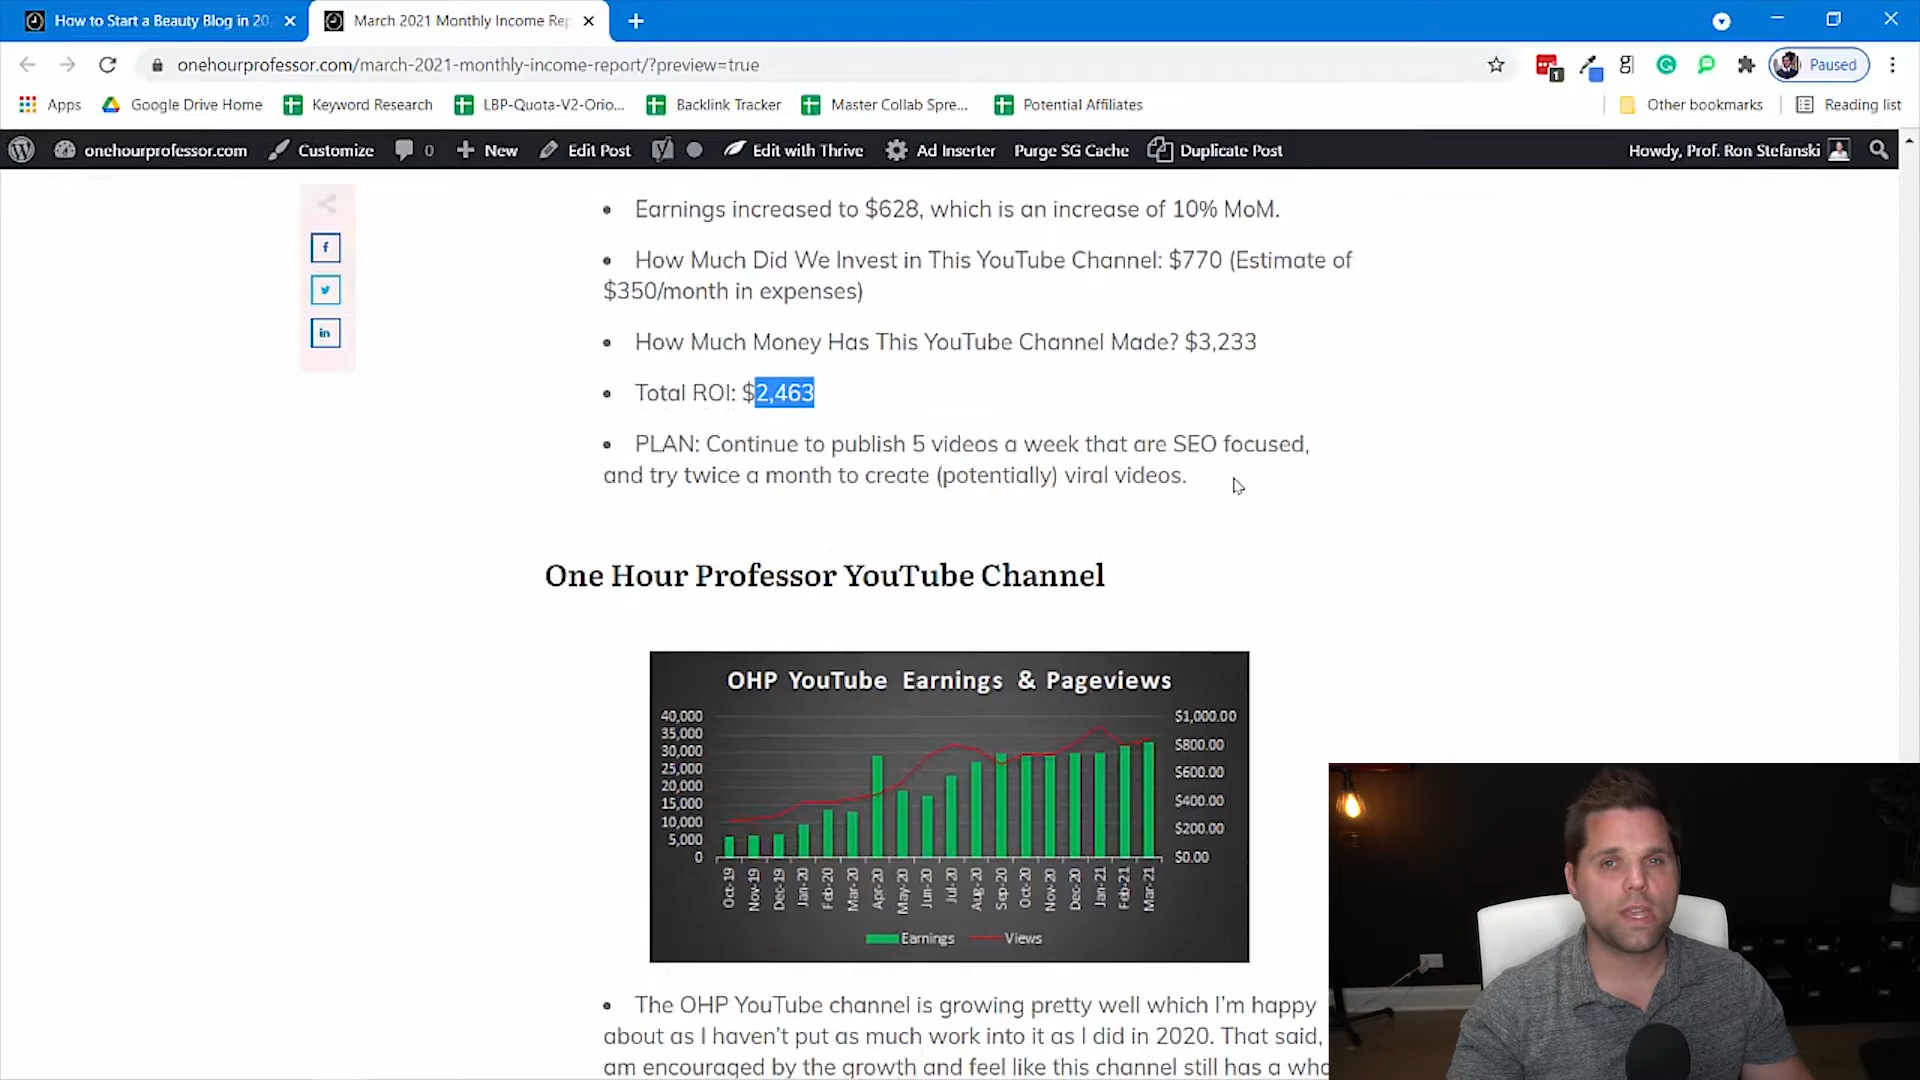 How to Start a Beauty Blog in 20
March 2021 Monthly Income Rep
onehourprofessor.com/march-2021-monthly-income-report/?preview=true
Paused
Apps
Google Drive Home
Keyword Research
LBP-Quota-V2-Orio...
Backlink Tracker
Master Collab Spre...
Potential Affiliates
Other bookmarks
Reading list
onehourprofessor.com
Customize
0
New
Edit Post
Edit with Thrive
Ad Inserter
Purge SG Cache
Duplicate Post
Howdy, Prof. Ron Stefanski
Earnings increased to $628, which is an increase of 10% MoM.
How Much Did We Invest in This YouTube Channel: $770 (Estimate of
$350/month in expenses)
How Much Money Has This YouTube Channel Made? $3,233
Total ROI: $2,463
PLAN: Continue to publish 5 videos a week that are SEO focused,
and try twice a month to create (potentially) viral videos.
One Hour Professor YouTube Channel
OHP YouTube Earnings & Pageviews
40,000
35,000
30,000
25,000
20,000
15,000
10,000
5,000
0
$1,000.00
$800.00
$600.00
$400.00
$200.00
$0.00
Oct-19
Nov-19
Dec-19
Jan-20
Feb-20
Mar-20
Apr-20
May-20
Jun-20
Jul-20
Aug-20
Sep-20
Oct-20
Nov-20
Dec-20
Jan-21
Feb-21
Mar-21
Earnings
Views
The OHP YouTube channel is growing pretty well which I'm happy
about as I haven't put as much work into it as I did in 2020. That said,
am encouraged by the growth and feel like this channel still has a